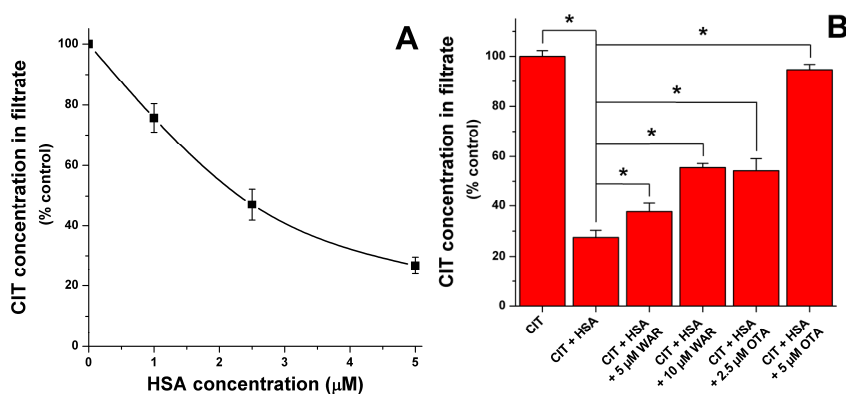 A
CIT concentration in filtrate
(% control)
100
80
60
40
20
0
0
1
2
3
4
5
HSA concentration (μM)
B
CIT concentration in filtrate
(% control)
100
80
60
40
20
0
*
*
*
*
*
CIT
CIT + HSA
CIT + HSA
+ 5 μM WAR
CIT + HSA
+ 10 μM WAR
CIT + HSA
+ 2.5 μM OTA
CIT + HSA
+ 5 μM OTA